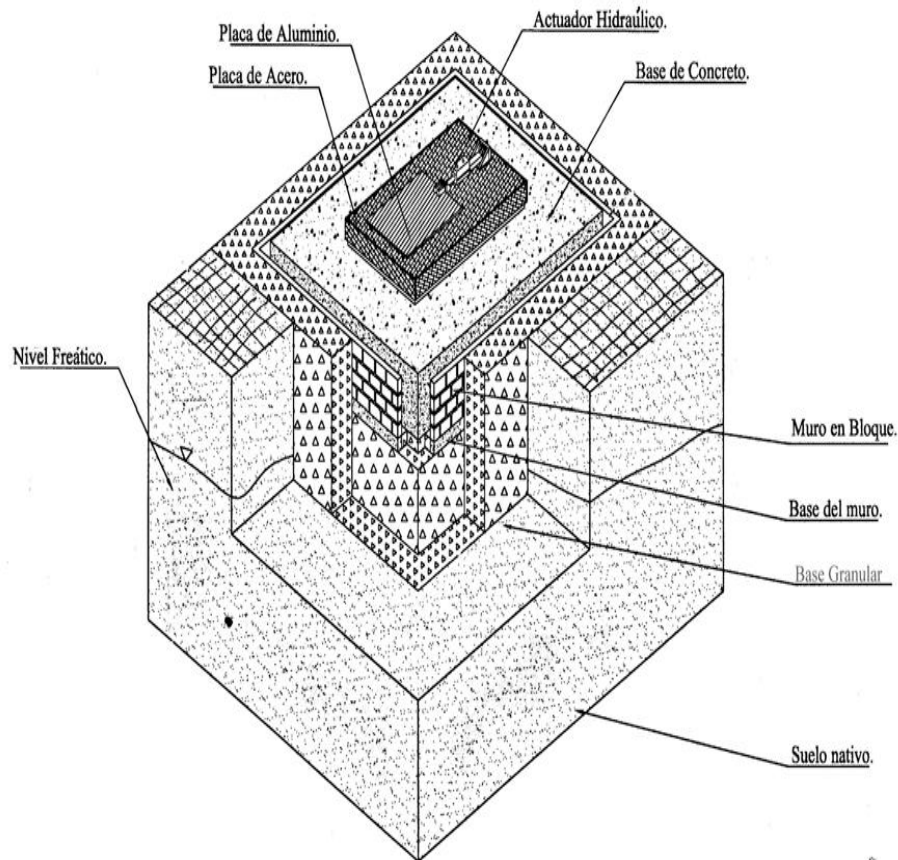 Actuador Hidraúlico.
Placa de Aluminio.
Placa de Acero.
Base de Concreto.
Nivel Freático.
Muro en Bloque.
Base del muro.
Base Granular
Suelo nativo.